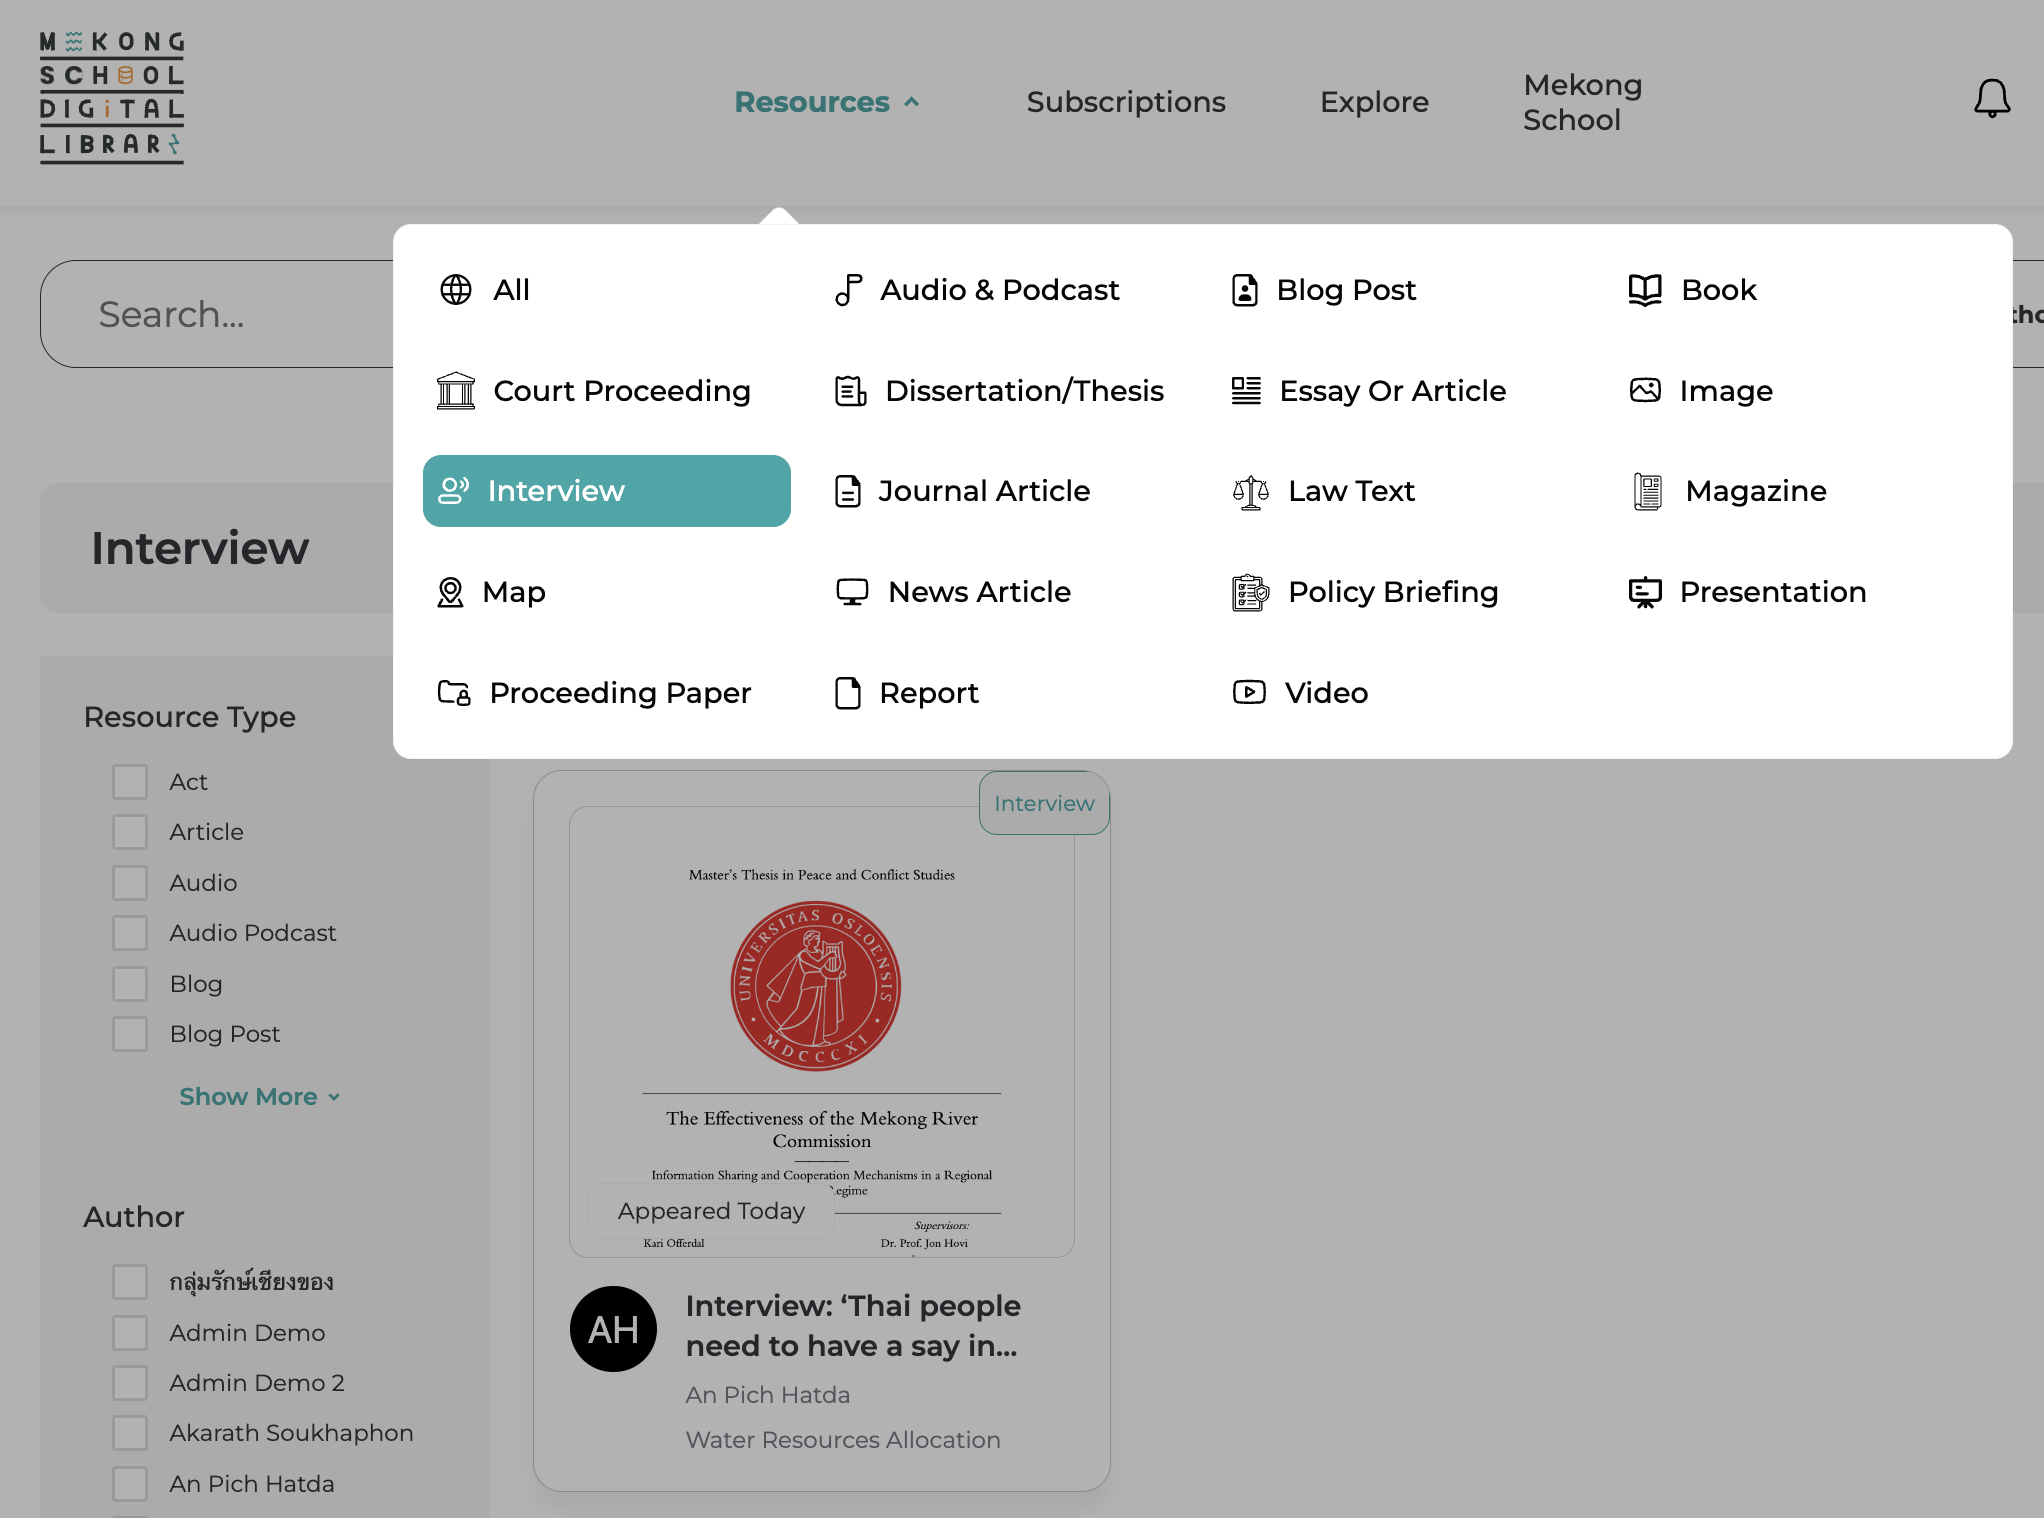 MEKONG
SCHOOL
DIGITAL
LIBRARY
Resources
Subscriptions
Explore
Mekong
School
Search...
All
Audio & Podcast
Blog Post
Book
Court Proceeding
Dissertation/Thesis
Essay Or Article
Image
Interview
Journal Article
Law Text
Magazine
Map
News Article
Policy Briefing
Presentation
Proceeding Paper
Report
Video
Interview
Resource Type
Act
Article
Audio
Audio Podcast
Blog
Blog Post
Show More
Author
กลุ่มรักษ์เชียงของ
Admin Demo
Admin Demo 2
Akarath Soukhaphon
An Pich Hatda
Interview
Master's Thesis in Peace and Conflict Studies
UNIVERSITAS OSLOENSIS
MDCCCXI
The Effectiveness of the Mekong River
Commission
Information Sharing and Cooperation Mechanisms in a Regional
Regime
Appeared Today
Supervisors:
Kari Offerdal
Dr. Prof. Jon Hovi
AH
Interview: ‘Thai people
need to have a say in...
An Pich Hatda
Water Resources Allocation